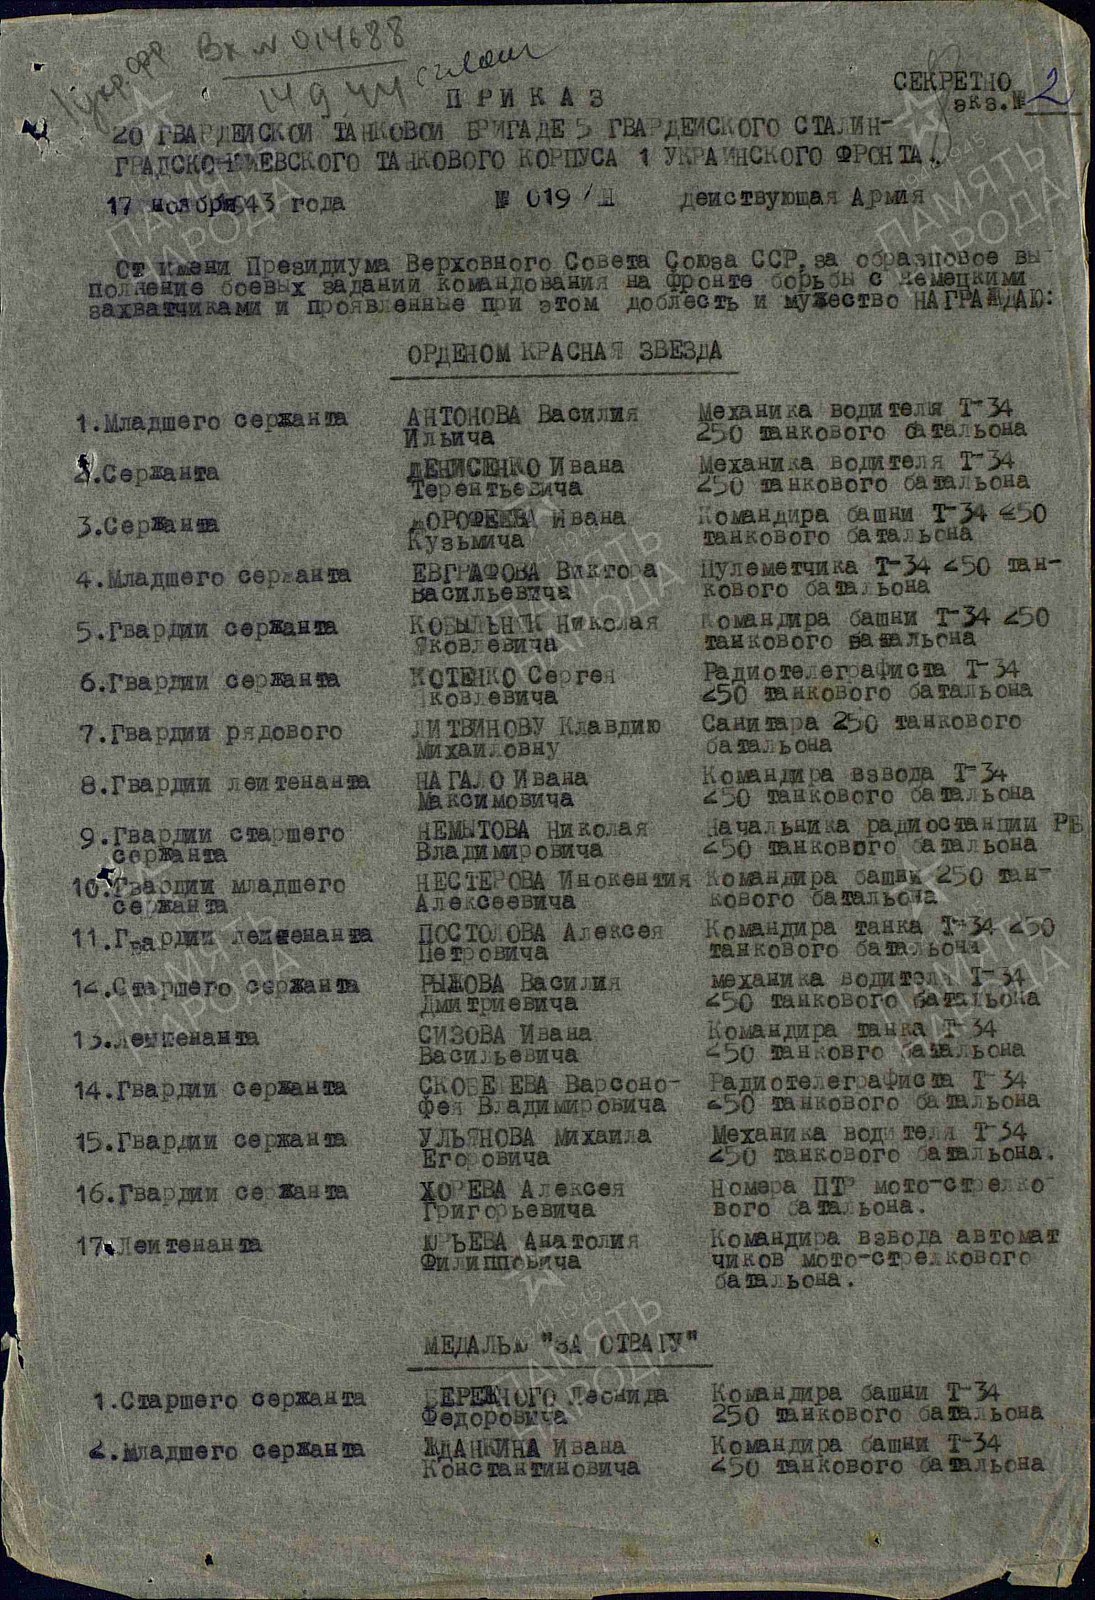 Вх № 014688
СЕКРЕТНО
экз.№ 2
ПРИКАЗ
20 ГВАРДЕЙСКОЙ ТАНКОВОЙ БРИГАДЕ 5 ГВАРДЕЙСКОГО СТАЛИН-
ГРАДСКО-КИЕВСКОГО ТАНКОВОГО КОРПУСА 1 УКРАИНСКОГО ФРОНТА.
17 ноября 1943 года № 019/Н действующая Армия
От имени Президиума Верховного Совета Союза ССР, за образцовое вы
полнение боевых заданий командования на фронте борьбы с немецкими
захватчиками и проявленные при этом доблесть и мужество НАГРАЖДАЮ:
ОРДЕНОМ КРАСНАЯ ЗВЕЗДА
1.Младшего сержанта АНТОНОВА Василия Механика водителя Т-34
Ильича 250 танкового батальона
2.Сержанта ДЕНИСЕНКО Ивана Механика водителя Т-34
Терентьевича 250 танкового батальона
3.Сержанта ДОРОФЕЕВА Ивана Командира башни Т-34 250
Кузьмича танкового батальона
4.Младшего сержанта ЕВГРАФОВА Виктора Пулеметчика Т-34 250 тан-
Васильевича кового батальона
5.Гвардии сержанта КОБЫЛЬНИК Николая Командира башни Т-34 250
Яковлевича танкового батальона
6.Гвардии сержанта КОТЕНКО Сергея Радиотелеграфиста Т-34
Яковлевича 250 танкового батальона
7.Гвардии рядового ЛИТВИНОВУ Клавдию Санитара 250 танкового
Михайловну батальона
8.Гвардии лейтенанта НАГАЛО Ивана Командира взвода Т-34
Максимовича 250 танкового батальона
9.Гвардии старшего НЕМЫТОВА Николая Начальника радиостанции РБ
сержанта Владимировича 250 танкового батальона
10.Гвардии младшего НЕСТЕРОВА Инокентия Командира башни 250 тан-
сержанта Алексеевича кового батальона
11.Гвардии лейтенанта ПОСТОЛОВА Алексея Командира танка Т-34 250
Петровича танкового батальона
12.Старшего сержанта РЫЖОВА Василия механика водителя Т-34
Дмитриевича 250 танкового батальона
13.Лейтенанта СИЗОВА Ивана Командира танка Т-34
Васильевича 250 танковго батальона
14.Гвардии сержанта СКОБЕЛЕВА Варсоно- Радиотелеграфиста Т-34
фея Владимировича 250 танкового батальона
15.Гвардии сержанта УЛЬЯНОВА Михаила Механика водителя Т-34
Егоровича 250 танкового батальона.
16.Гвардии сержанта ХОРЕВА Алексея Номера ПТР мото-стрелко
Григорьевича вого батальона.
17.Лейтенанта ЮРЬЕВА Анатолия Командира взвода автомат
Филипповича чиков мото-стрелкового
батальона.
МЕДАЛЬЮ "ЗА ОТВАГУ"
1.Старшего сержанта БЕРЕЖНОГО Леонида Командира башни Т-34
Федоровича 250 танкового батальона
2.Младшего сержанта ЖДАНКИНА Ивана Командира башни Т-34
Константиновича 250 танкового батальона